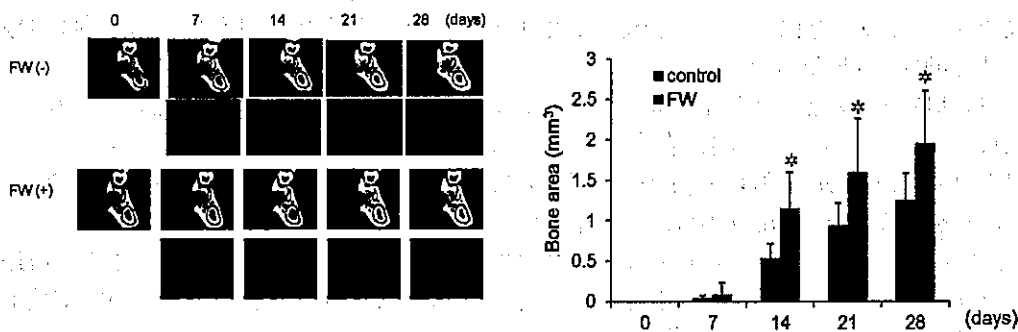 0 7 14 21 28 (days)
FW (-)
FW (+)
3
2.5
2
1.5
1
0.5
0
Bone area (mm³)
control
FW
✲
✲
✲
0 7 14 21 28 (days)